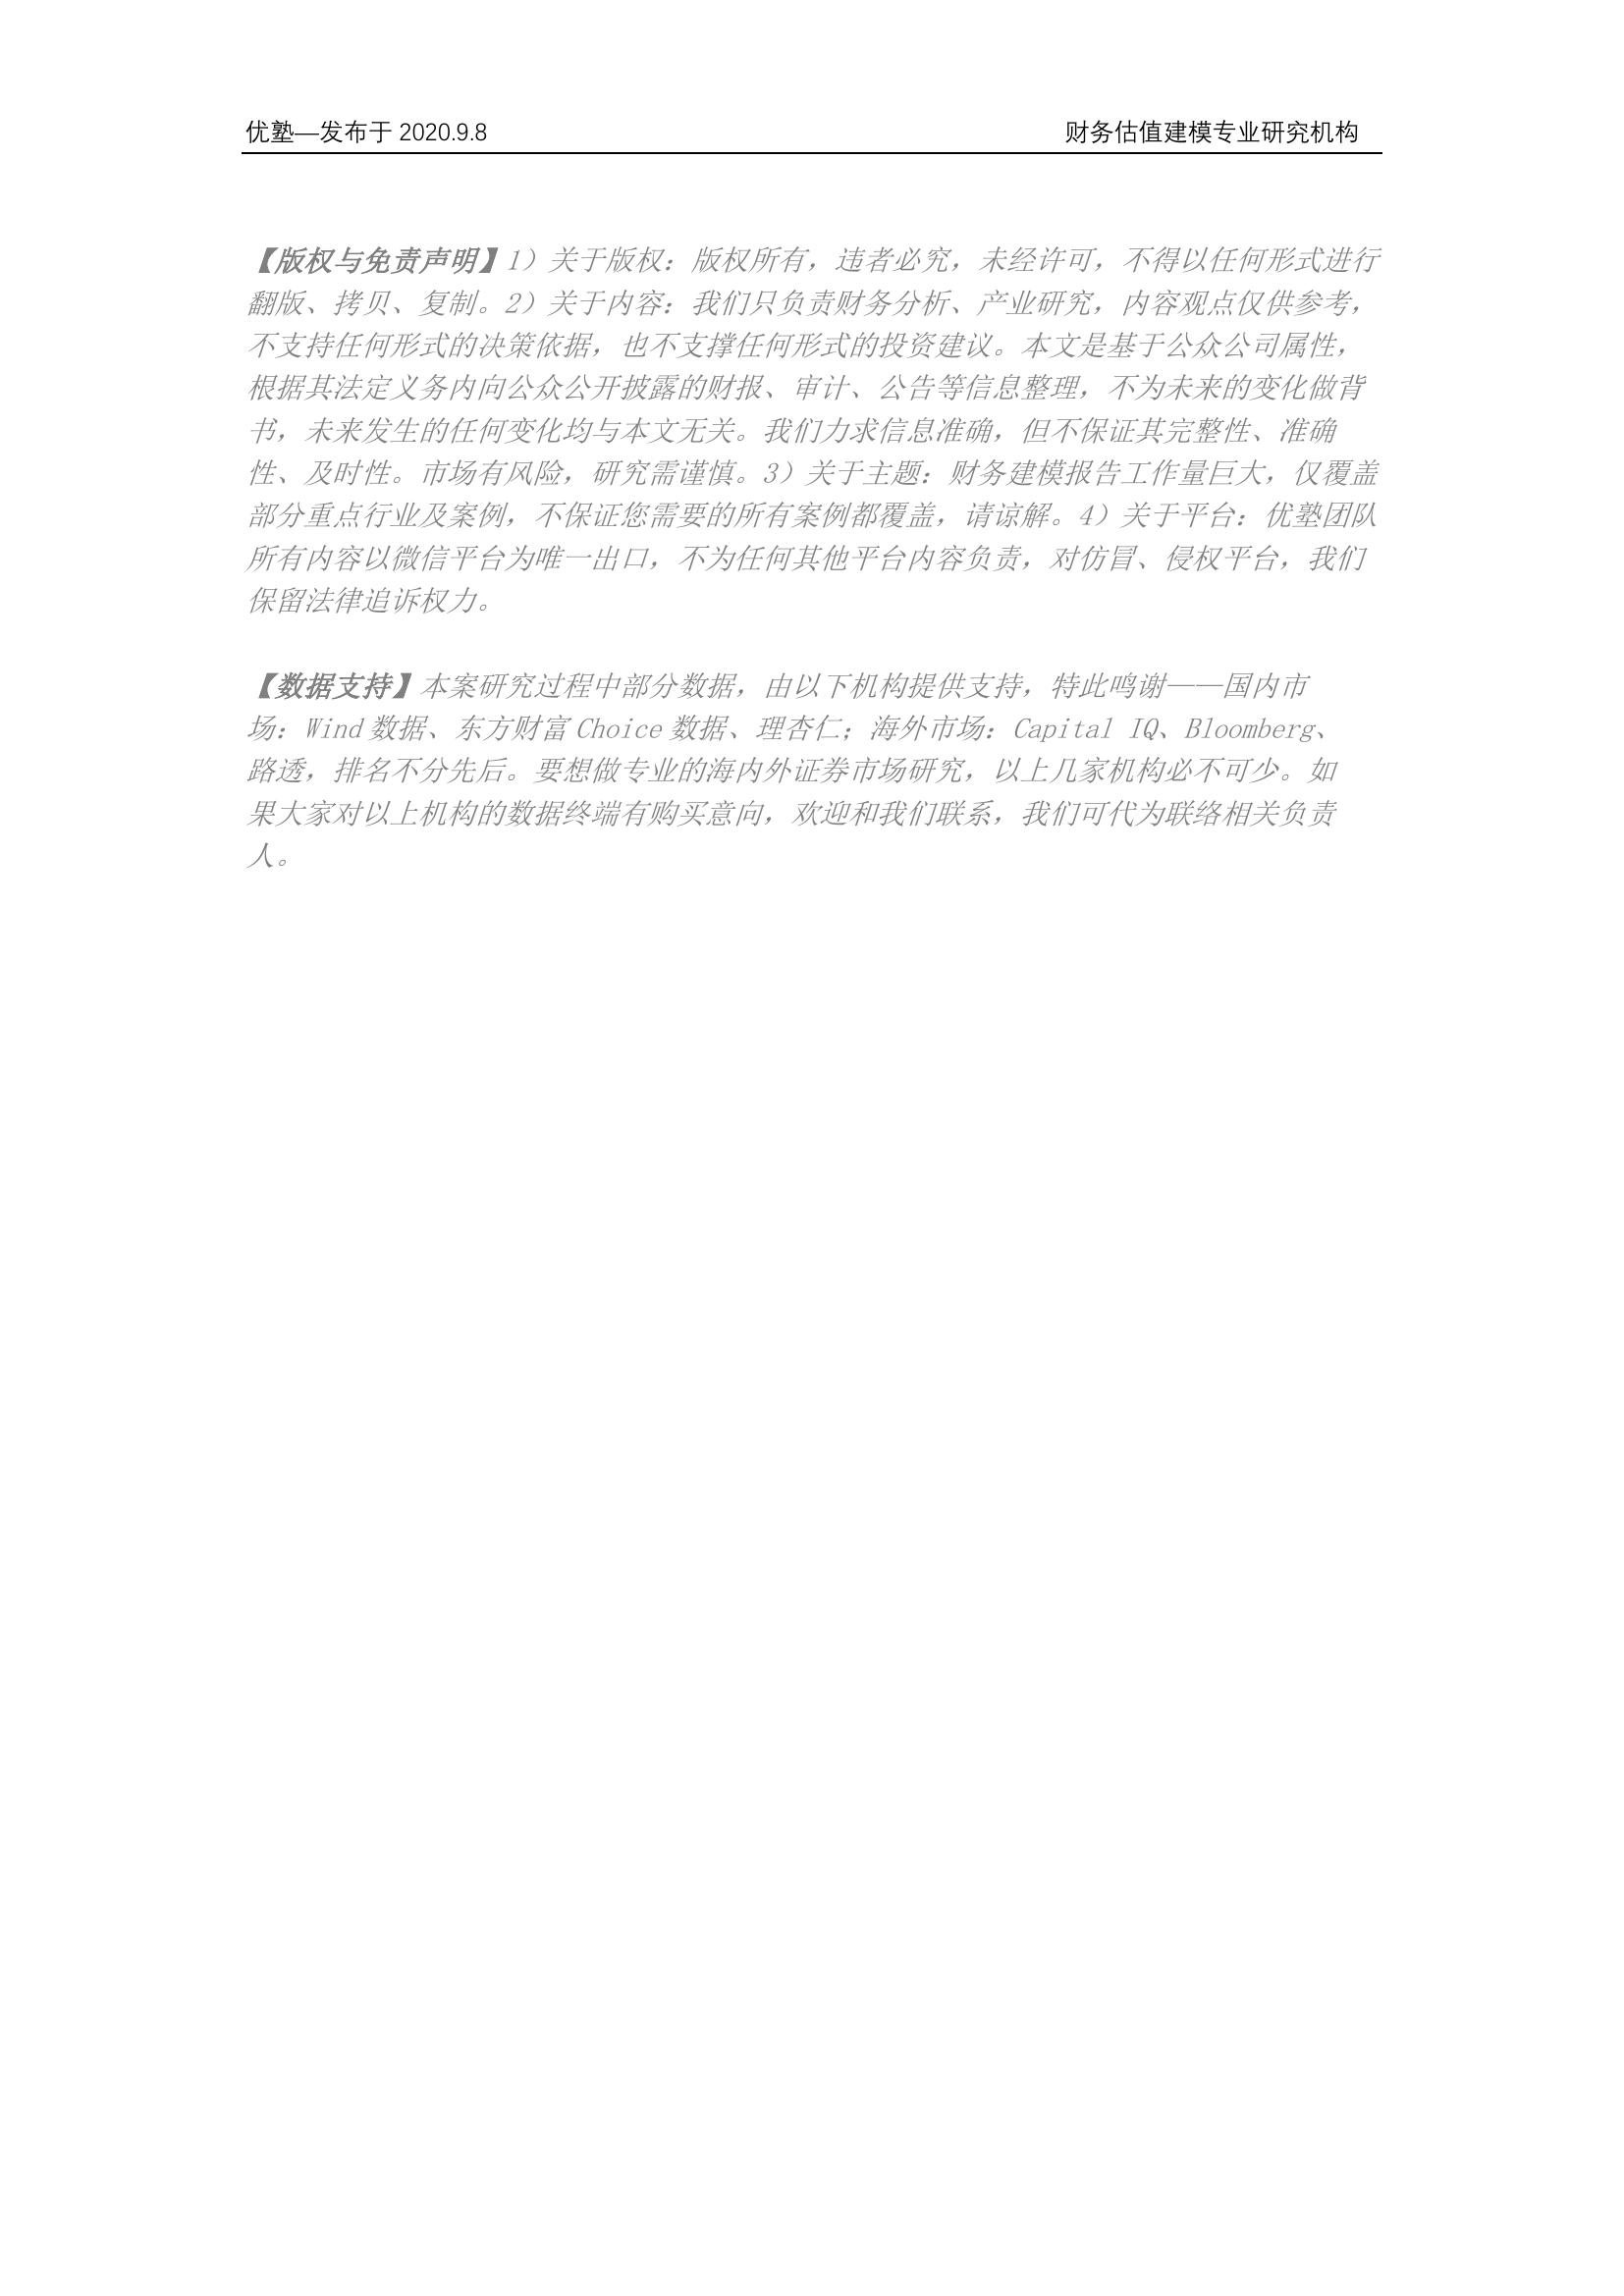 优塾—发布于 2020.9.8 财务估值建模专业研究机构
【版权与免责声明】1）关于版权：版权所有，违者必究，未经许可，不得以任何形式进行
翻版、拷贝、复制。2）关于内容：我们只负责财务分析、产业研究，内容观点仅供参考，
不支持任何形式的决策依据，也不支撑任何形式的投资建议。本文是基于公众公司属性，
根据其法定义务内向公众公开披露的财报、审计、公告等信息整理，不为未来的变化做背
书，未来发生的任何变化均与本文无关。我们力求信息准确，但不保证其完整性、准确
性、及时性。市场有风险，研究需谨慎。3）关于主题：财务建模报告工作量巨大，仅覆盖
部分重点行业及案例，不保证您需要的所有案例都覆盖，请谅解。4）关于平台：优塾团队
所有内容以微信平台为唯一出口，不为任何其他平台内容负责，对仿冒、侵权平台，我们
保留法律追诉权力。
【数据支持】本案研究过程中部分数据，由以下机构提供支持，特此鸣谢——国内市
场：Wind 数据、东方财富 Choice 数据、理杏仁；海外市场：Capital IQ、Bloomberg、
路透，排名不分先后。要想做专业的海内外证券市场研究，以上几家机构必不可少。如
果大家对以上机构的数据终端有购买意向，欢迎和我们联系，我们可代为联络相关负责
人。